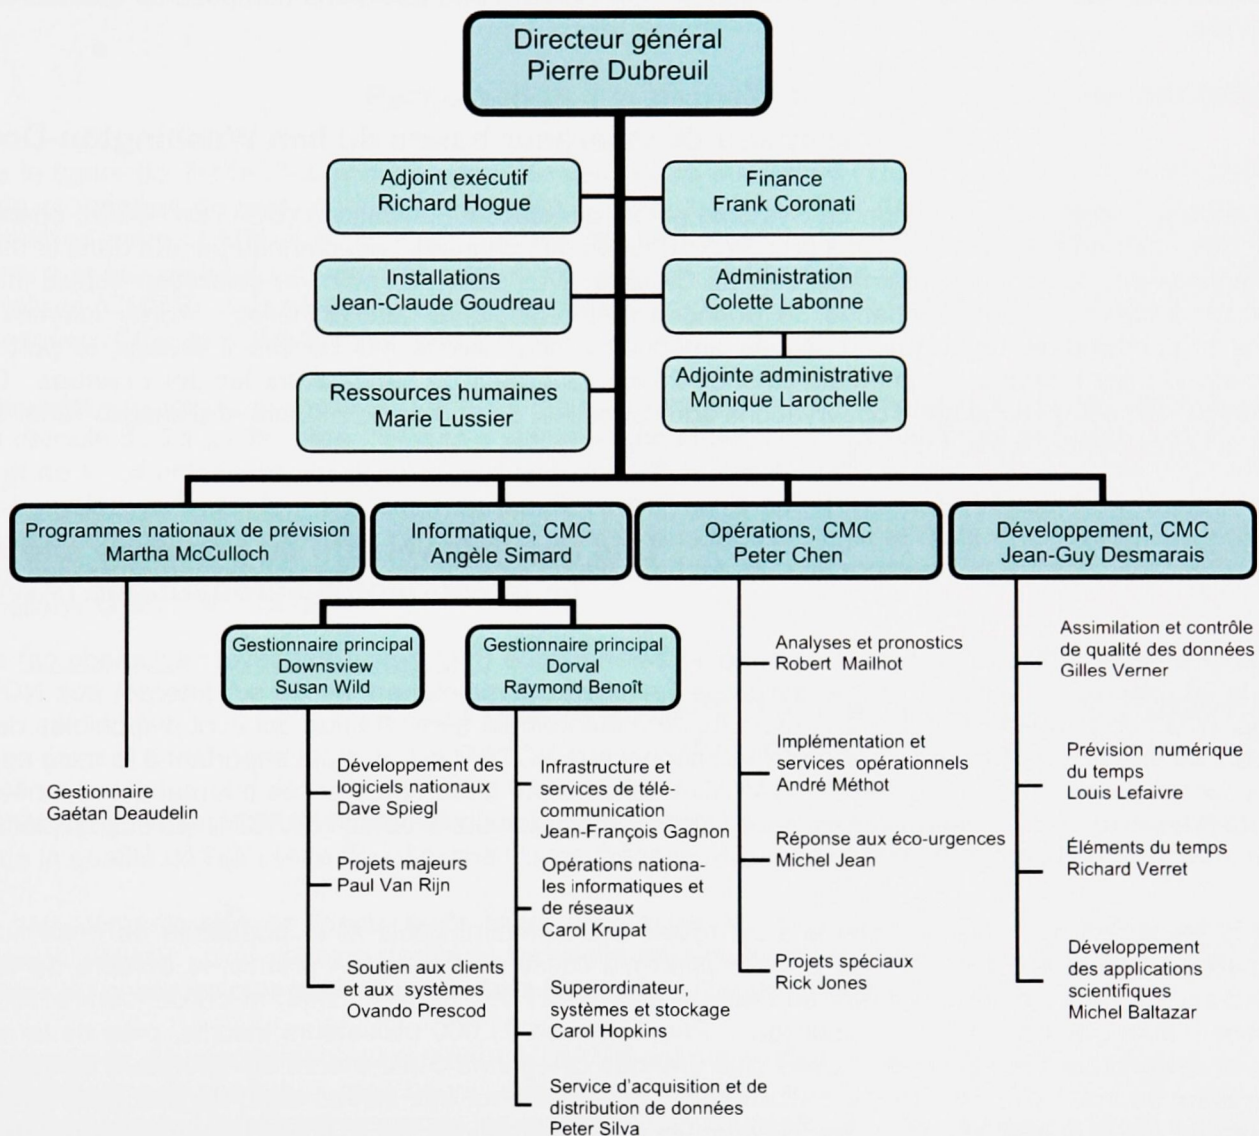 Directeur général
Pierre Dubreuil
Adjoint exécutif
Richard Hogue
Finance
Frank Coronati
Installations
Jean-Claude Goudreau
Administration
Colette Labonne
Ressources humaines
Marie Lussier
Adjointe administrative
Monique Larochelle
Programmes nationaux de prévision
Martha McCulloch
Informatique, CMC
Angèle Simard
Opérations, CMC
Peter Chen
Développement, CMC
Jean-Guy Desmarais
Gestionnaire
Gaétan Deaudelin
Gestionnaire principal
Downsview
Susan Wild
Développement des
logiciels nationaux
Dave Spiegl
Projets majeurs
Paul Van Rijn
Soutien aux clients
et aux systèmes
Ovando Prescod
Gestionnaire principal
Dorval
Raymond Benoît
Infrastructure et
services de télé-
communication
Jean-François Gagnon
Opérations nationa-
les informatiques et
de réseaux
Carol Krupat
Superordinateur,
systèmes et stockage
Carol Hopkins
Service d'acquisition et de
distribution de données
Peter Silva
Analyses et pronostics
Robert Mailhot
Implémentation et
services opérationnels
André Méthot
Réponse aux éco-urgences
Michel Jean
Projets spéciaux
Rick Jones
Assimilation et contrôle
de qualité des données
Gilles Verner
Prévision numérique
du temps
Louis Lefaivre
Éléments du temps
Richard Verret
Développement
des applications
scientifiques
Michel Baltazar